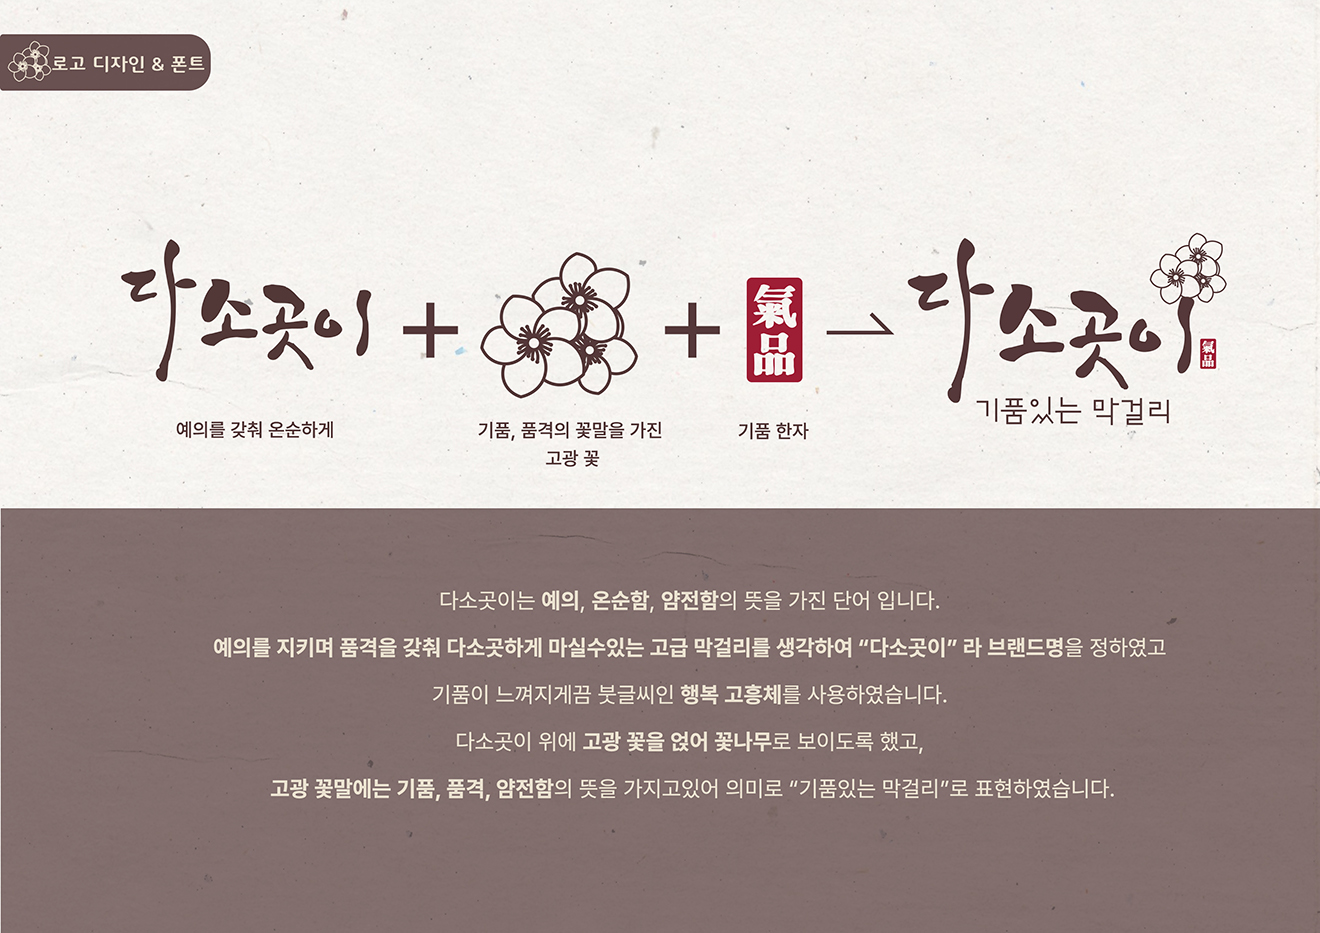 로고 디자인 & 폰트
다소곳이
예의를 갖춰 온순하게
기품, 품격의 꽃말을 가진
고광 꽃
氣品
기품 한자
다소곳이
氣品
기품있는 막걸리
다소곳이는 예의, 온순함, 얌전함의 뜻을 가진 단어 입니다.
예의를 지키며 품격을 갖춰 다소곳하게 마실수있는 고급 막걸리를 생각하여 “다소곳이” 라 브랜드명을 정하였고
기품이 느껴지게끔 붓글씨인 행복 고흥체를 사용하였습니다.
다소곳이 위에 고광 꽃을 얹어 꽃나무로 보이도록 했고,
고광 꽃말에는 기품, 품격, 얌전함의 뜻을 가지고있어 의미로 “기품있는 막걸리”로 표현하였습니다.